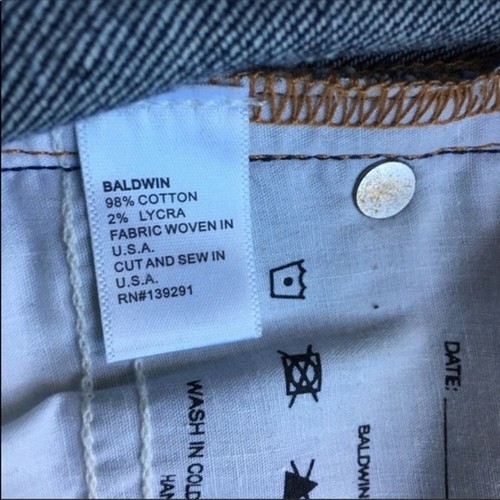 BALDWIN
98% COTTON
2% LYCRA
FABRIC WOVEN IN
U.S.A.
CUT AND SEW IN
U.S.A.
RN#139291
DATE:
BALDWIN
WASH IN COLD
HAN